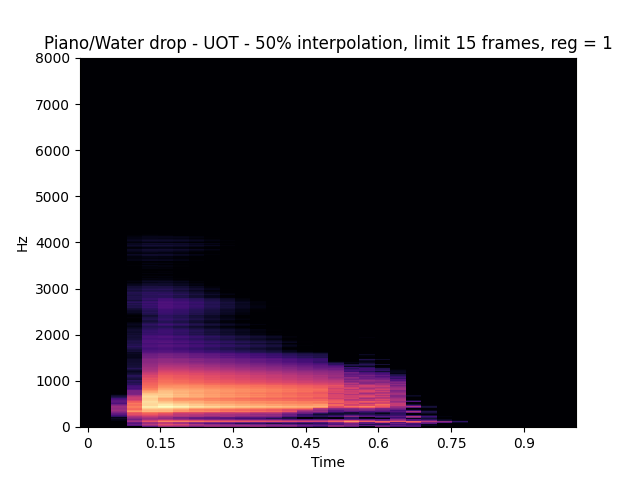 Piano/Water drop - UOT - 50% interpolation, limit 15 frames, reg = 1
8000
7000
6000
5000
4000
3000
2000
1000
0
Hz
0 0.15 0.3 0.45 0.6 0.75 0.9
Time